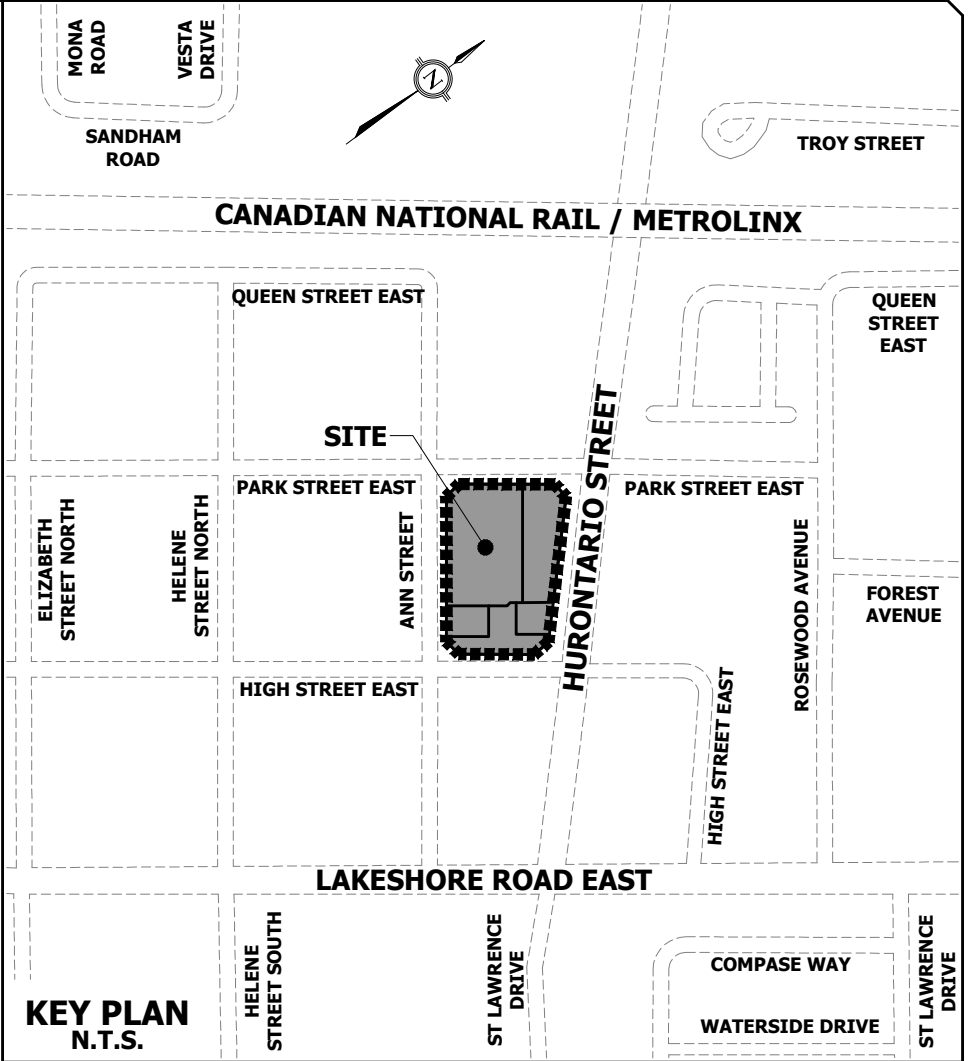 MONA
ROAD
VESTA
DRIVE
N
SANDHAM
ROAD
TROY STREET
CANADIAN NATIONAL RAIL / METROLINX
QUEEN STREET EAST
QUEEN
STREET
EAST
HURONTARIO STREET
SITE
PARK STREET EAST
PARK STREET EAST
ELIZABETH
STREET NORTH
HELENE
STREET NORTH
ANN STREET
ROSEWOOD AVENUE
FOREST
AVENUE
HIGH STREET EAST
HIGH STREET EAST
LAKESHORE ROAD EAST
HELENE
STREET SOUTH
ST LAWRENCE
DRIVE
COMPASE WAY
ST LAWRENCE
DRIVE
WATERSIDE DRIVE
KEY PLAN
N.T.S.